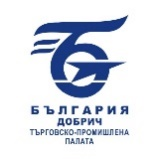 БЪЛГАРИЯ
ДОБРИЧ
ТЪРГОВСКО-ПРОМИШЛЕНА
ПАЛАТА